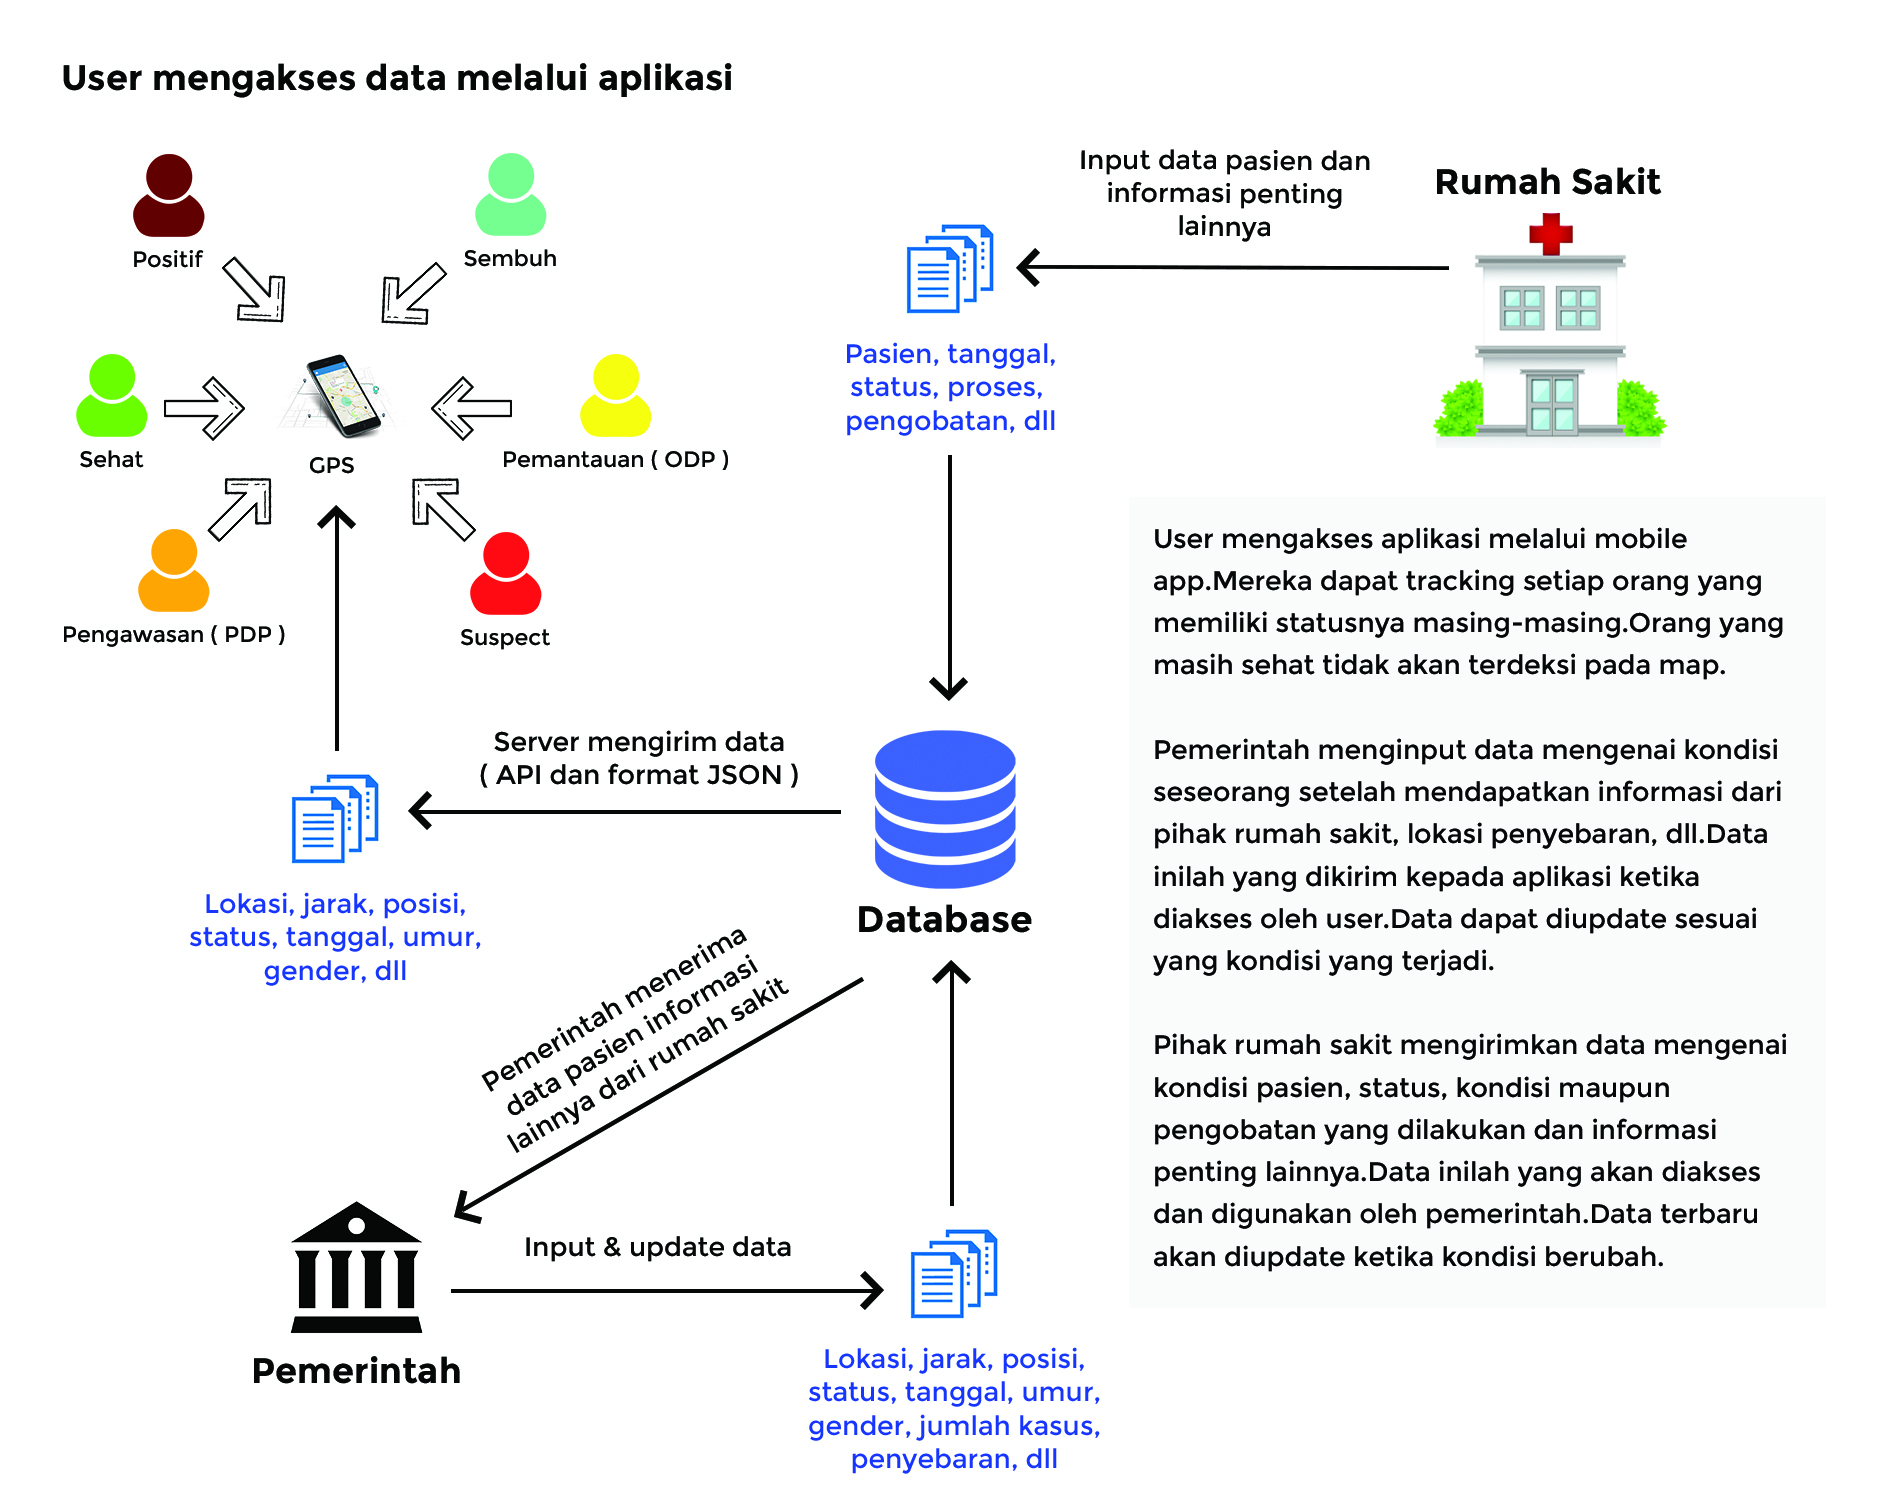 User mengakses data melalui aplikasi
Positif
Sembuh
Sehat
GPS
Pemantauan ( ODP )
Pengawasan ( PDP )
Suspect
Input data pasien dan
informasi penting
lainnya
Rumah Sakit
Pasien, tanggal,
status, proses,
pengobatan, dll
Server mengirim data
( API dan format JSON )
Lokasi, jarak, posisi,
status, tanggal, umur,
gender, dll
Database
Pemerintah menerima
data pasien informasi
lainnya dari rumah sakit
Pemerintah
Input & update data
Lokasi, jarak, posisi,
status, tanggal, umur,
gender, jumlah kasus,
penyebaran, dll
User mengakses aplikasi melalui mobile
app.Mereka dapat tracking setiap orang yang
memiliki statusnya masing-masing.Orang yang
masih sehat tidak akan terdeksi pada map.
Pemerintah menginput data mengenai kondisi
seseorang setelah mendapatkan informasi dari
pihak rumah sakit, lokasi penyebaran, dll.Data
inilah yang dikirim kepada aplikasi ketika
diakses oleh user.Data dapat diupdate sesuai
yang kondisi yang terjadi.
Pihak rumah sakit mengirimkan data mengenai
kondisi pasien, status, kondisi maupun
pengobatan yang dilakukan dan informasi
penting lainnya.Data inilah yang akan diakses
dan digunakan oleh pemerintah.Data terbaru
akan diupdate ketika kondisi berubah.